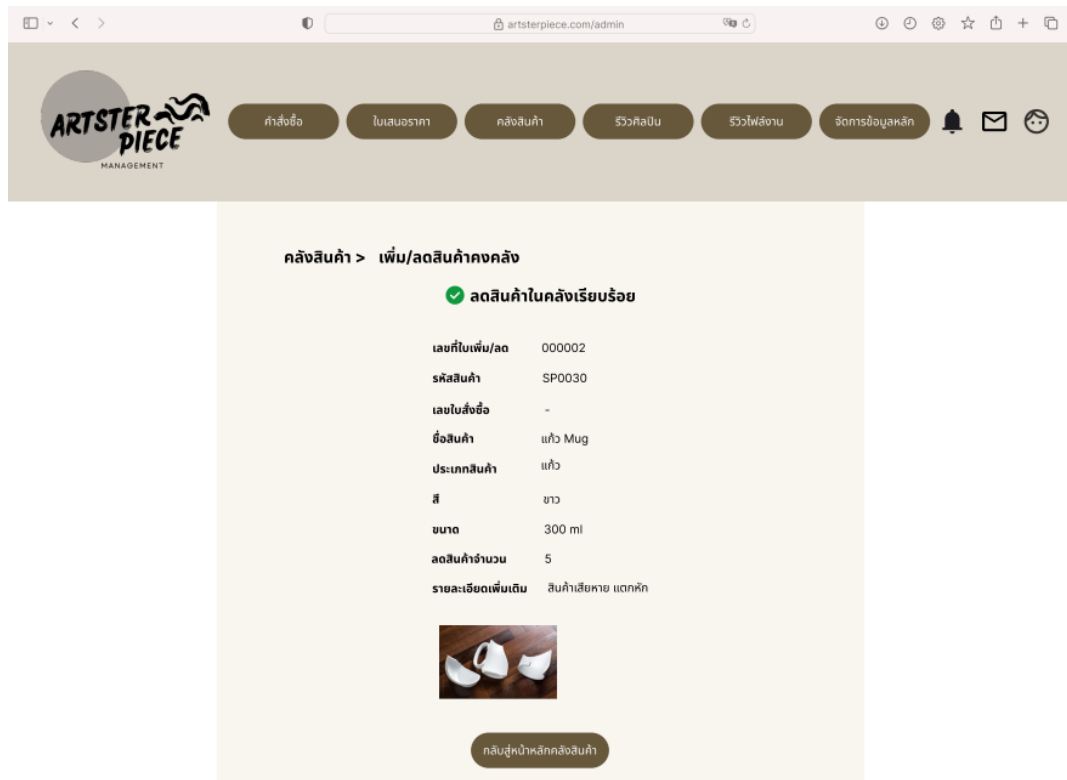 artsterpiece.com/admin
ARTSTER
PIECE
MANAGEMENT
คำสั่งซื้อ
ใบเสนอราคา
คลังสินค้า
รีวิวศิลปิน
รีวิวไฟล์งาน
จัดการข้อมูลหลัก
คลังสินค้า > เพิ่ม/ลดสินค้าคงคลัง
ลดสินค้าในคลังเรียบร้อย
เลขที่ใบเพิ่ม/ลด 000002
รหัสสินค้า SP0030
เลขใบสั่งซื้อ -
ชื่อสินค้า แก้ว Mug
ประเภทสินค้า แก้ว
สี ขาว
ขนาด 300 ml
ลดสินค้าจำนวน 5
รายละเอียดเพิ่มเติม สินค้าเสียหาย แตกหัก
กลับสู่หน้าหลักคลังสินค้า